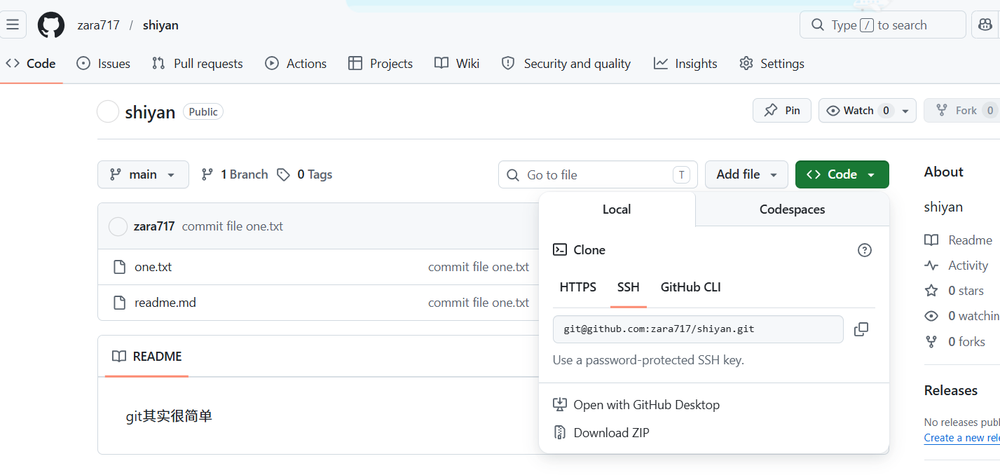 zara717 / shiyan
Type / to search
Code Issues Pull requests Actions Projects Wiki Security and quality Insights Settings
shiyan Public
Pin Watch 0 Fork 0
main 1 Branch 0 Tags
Go to file T Add file Code
zara717 commit file one.txt
one.txt commit file one.txt
readme.md commit file one.txt
README
git其实很简单
Local Codespaces
Clone
HTTPS SSH GitHub CLI
git@github.com:zara717/shiyan.git
Use a password-protected SSH key.
Open with GitHub Desktop
Download ZIP
About
shiyan
Readme
Activity
0 stars
0 watchin
0 forks
Releases
No releases publ
Create a new rel